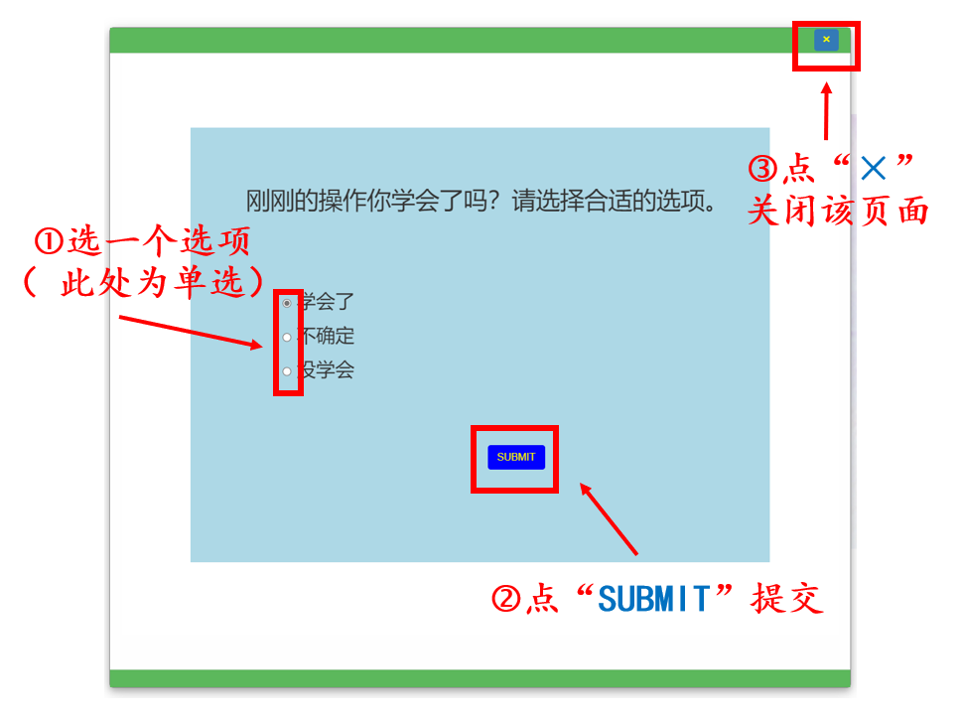 ×
③点“×”
关闭该页面
刚刚的操作你学会了吗？请选择合适的选项。
①选一个选项
（ 此处为单选）
学会了
不确定
没学会
SUBMIT
②点“SUBMIT”提交